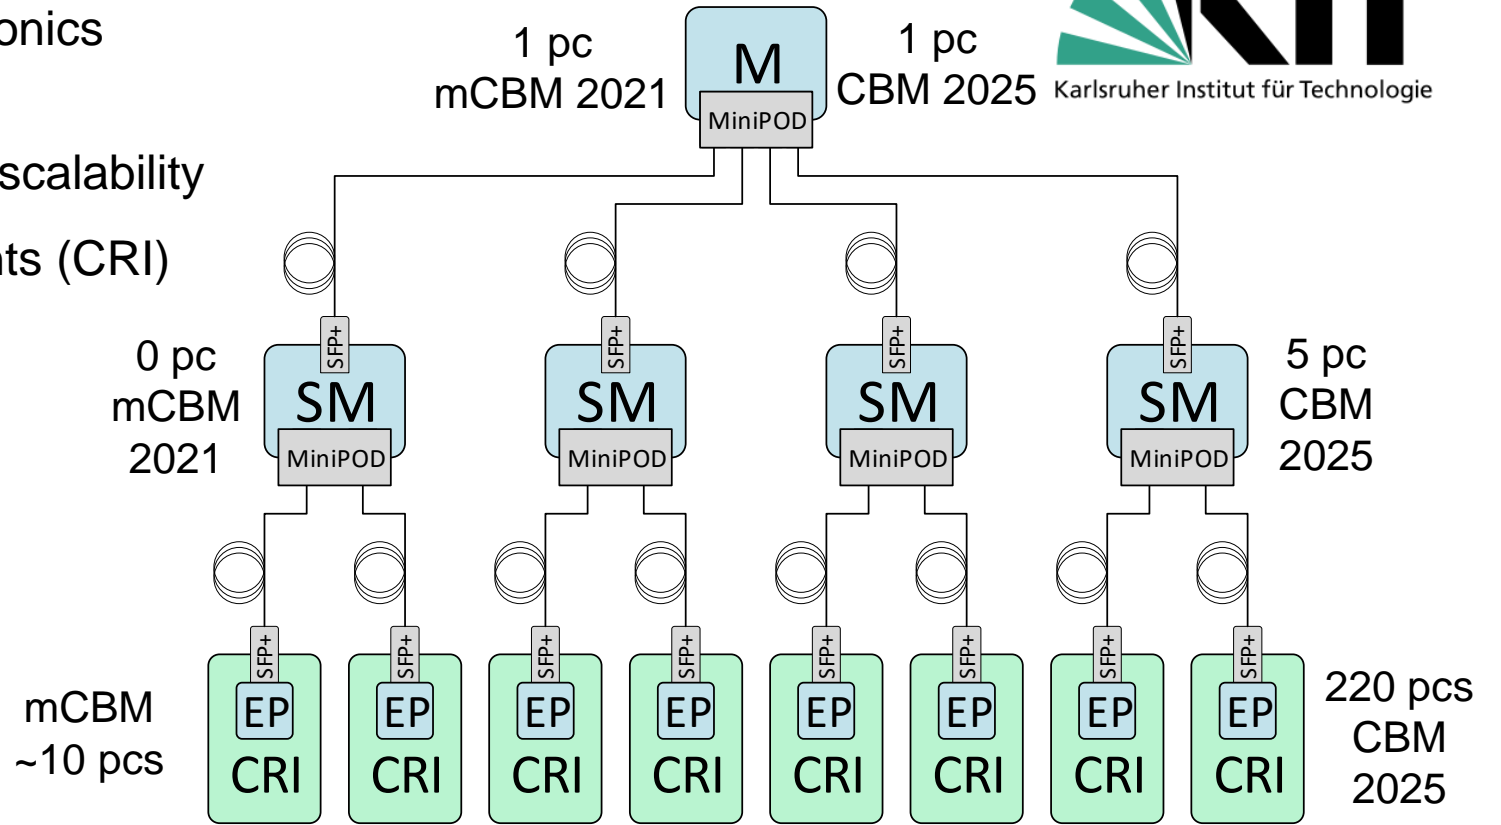 onics
1 pc
mCBM 2021
M
MiniPOD
1 pc
CBM 2025
KIT
Karlsruher Institut für Technologie
scalability
nts (CRI)
0 pc
mCBM
2021
SFP+ SFP+ SFP+ SFP+
SM SM SM SM
MiniPOD MiniPOD MiniPOD MiniPOD
5 pc
CBM
2025
mCBM
~10 pcs
SFP+ SFP+ SFP+ SFP+ SFP+ SFP+ SFP+ SFP+
EP EP EP EP EP EP EP EP
CRI CRI CRI CRI CRI CRI CRI CRI
220 pcs
CBM
2025